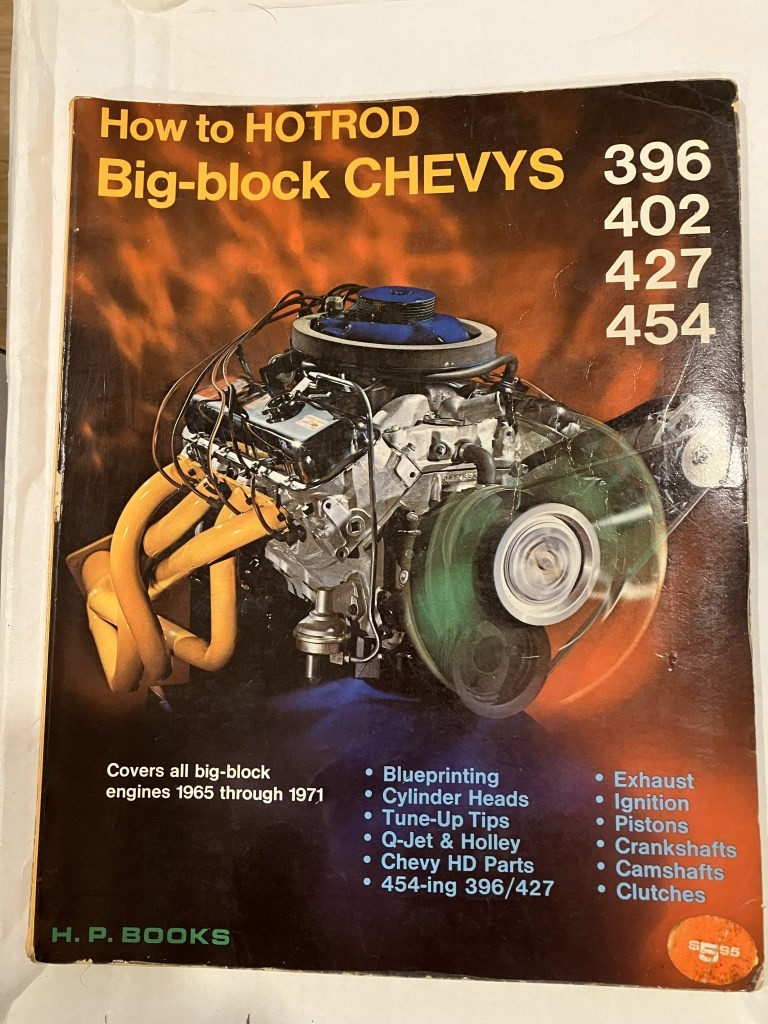 How to HOTROD
Big-block CHEVYS
396
402
427
454
Covers all big-block
engines 1965 through 1971
• Blueprinting
• Cylinder Heads
• Tune-Up Tips
• Q-Jet & Holley
• Chevy HD Parts
• 454-ing 396/427
• Exhaust
• Ignition
• Pistons
• Crankshafts
• Camshafts
• Clutches
H. P. BOOKS
$5.95